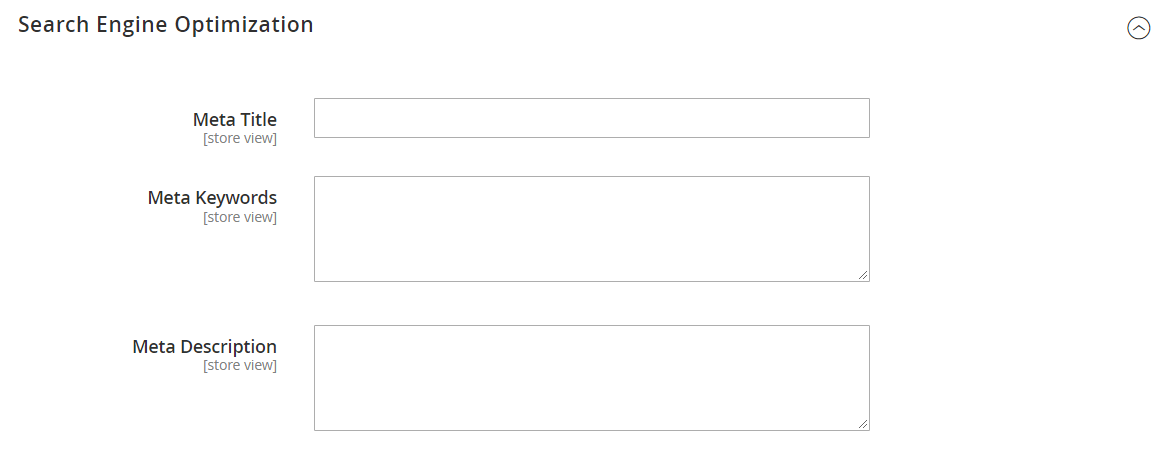 Search Engine Optimization
Meta Title
[store view]
Meta Keywords
[store view]
Meta Description
[store view]